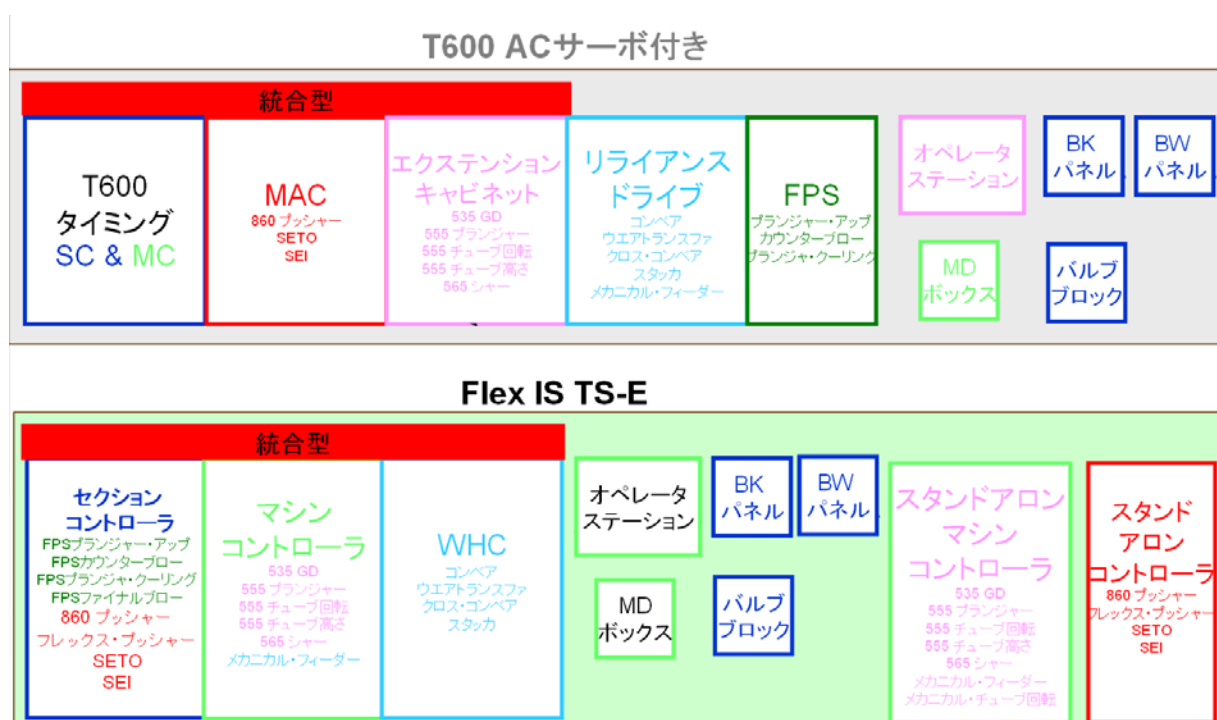 T600 ACサーボ付き
統合型
T600
タイミング
SC & MC
MAC
860 プッシャー
SETO
SEI
エクステンション
キャビネット
535 GD
555 プランジャー
555 チューブ回転
555 チューブ高さ
565 シャー
リライアンス
ドライブ
コンベア
ウエアトランスファ
クロス・コンベア
スタッカ
メカニカル・フィーダー
FPS
プランジャー・アップ
カウンターブロー
プランジャ・クーリング
オペレータ
ステーション
BK
パネル
BW
パネル
MD
ボックス
バルブ
ブロック
Flex IS TS-E
統合型
セクション
コントローラ
FPSプランジャー・アップ
FPSカウンターブロー
FPSプランジャ・クーリング
FPSファイナルブロー
860 プッシャー
フレックス・プッシャー
SETO
SEI
マシン
コントローラ
535 GD
555 プランジャー
555 チューブ回転
555 チューブ高さ
565 シャー
メカニカル・フィーダー
WHC
コンベア
ウエアトランスファ
クロス・コンベア
スタッカ
オペレータ
ステーション
BK
パネル
BW
パネル
MD
ボックス
バルブ
ブロック
スタンドアロン
マシン
コントローラ
535 GD
555 プランジャー
555 チューブ回転
555 チューブ高さ
565 シャー
メカニカル・フィーダー
メカニカル・チューブ回転
スタンド
アロン
コントローラ
860 プッシャー
フレックス・プッシャー
SETO
SEI